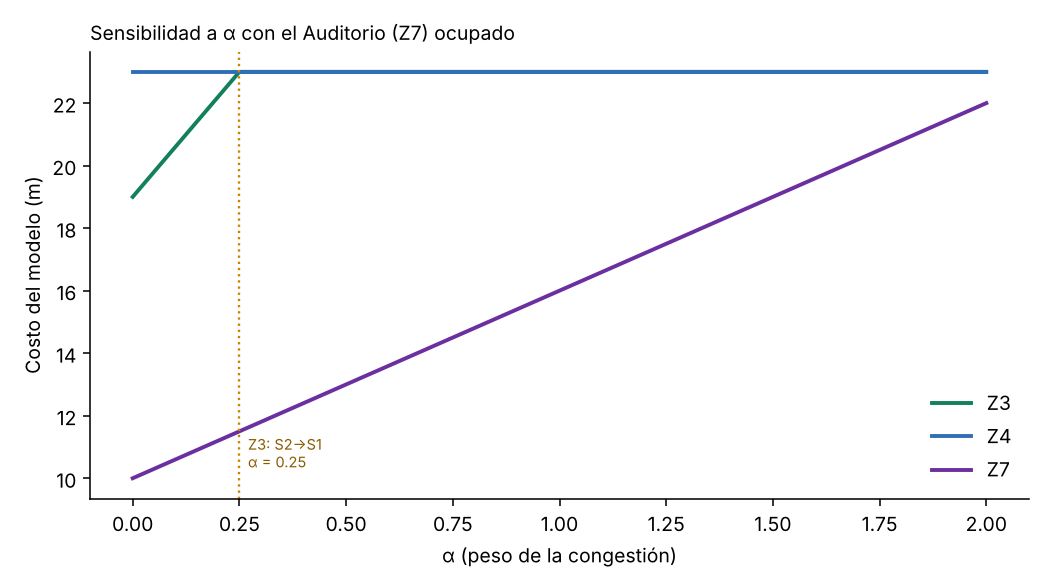 Sensibilidad a α con el Auditorio (Z7) ocupado
Costo del modelo (m)
22
20
18
16
14
12
10
Z3: S2→S1
α = 0.25
Z3
Z4
Z7
0.00 0.25 0.50 0.75 1.00 1.25 1.50 1.75 2.00
α (peso de la congestión)